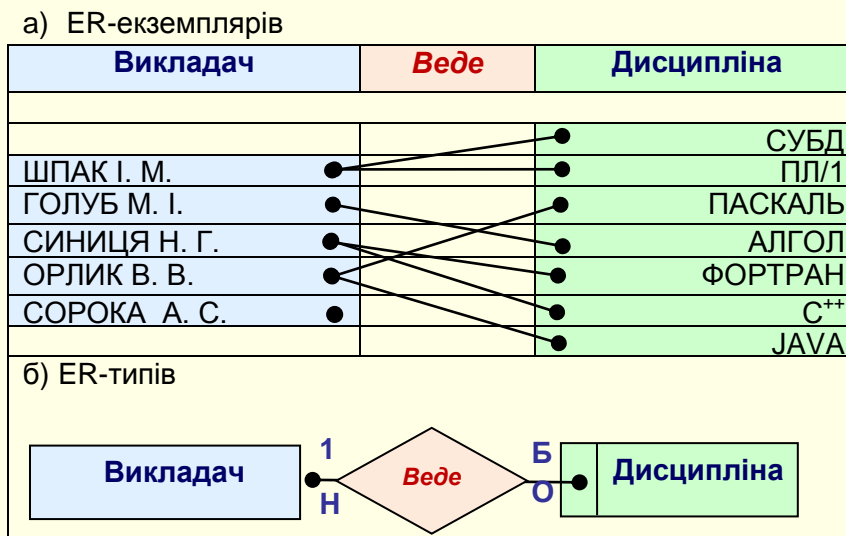 а) ER-екземплярів
Викладач Веде Дисципліна
СУБД
ШПАК І. М. ПЛ/1
ГОЛУБ М. І. ПАСКАЛЬ
СИНИЦЯ Н. Г. АЛГОЛ
ОРЛИК В. В. ФОРТРАН
СОРОКА А. С. С++
JAVA
б) ER-типів
1 Б
Викладач Веде Дисципліна
Н О